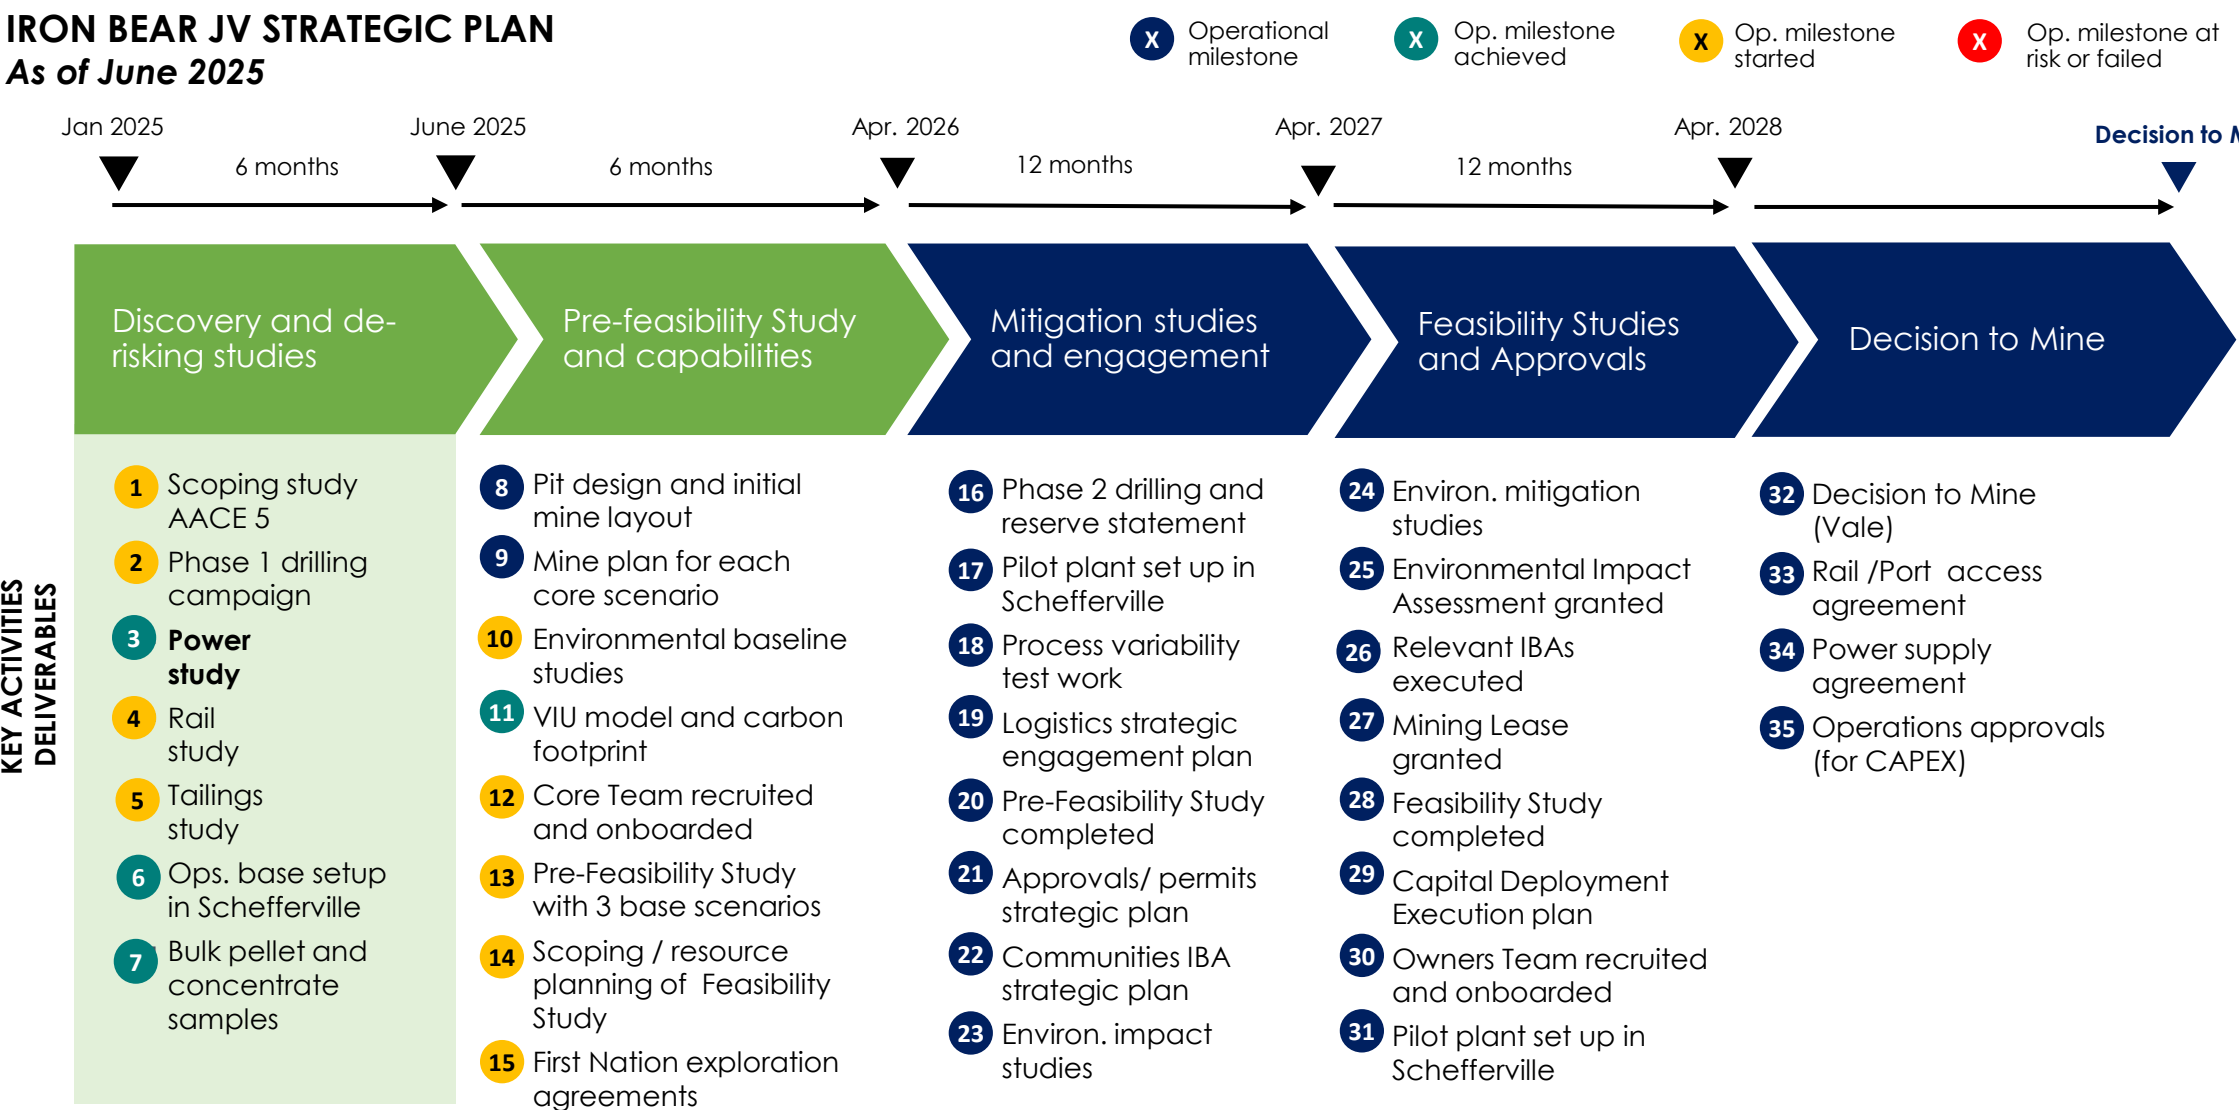 IRON BEAR JV STRATEGIC PLAN
As of June 2025
X Operational
milestone
X Op. milestone
achieved
X Op. milestone
started
X Op. milestone at
risk or failed
Jan 2025
June 2025
Apr. 2026
Apr. 2027
Apr. 2028
Decision to M
6 months
6 months
12 months
12 months
Discovery and de-
risking studies
Pre-feasibility Study
and capabilities
Mitigation studies
and engagement
Feasibility Studies
and Approvals
Decision to Mine
KEY ACTIVITIES
DELIVERABLES
1 Scoping study
AACE 5
2 Phase 1 drilling
campaign
3 Power
study
4 Rail
study
5 Tailings
study
6 Ops. base setup
in Schefferville
7 Bulk pellet and
concentrate
samples
8 Pit design and initial
mine layout
9 Mine plan for each
core scenario
10 Environmental baseline
studies
11 VIU model and carbon
footprint
12 Core Team recruited
and onboarded
13 Pre-Feasibility Study
with 3 base scenarios
14 Scoping / resource
planning of Feasibility
Study
15 First Nation exploration
agreements
16 Phase 2 drilling and
reserve statement
17 Pilot plant set up in
Schefferville
18 Process variability
test work
19 Logistics strategic
engagement plan
20 Pre-Feasibility Study
completed
21 Approvals/ permits
strategic plan
22 Communities IBA
strategic plan
23 Environ. impact
studies
24 Environ. mitigation
studies
25 Environmental Impact
Assessment granted
26 Relevant IBAs
executed
27 Mining Lease
granted
28 Feasibility Study
completed
29 Capital Deployment
Execution plan
30 Owners Team recruited
and onboarded
31 Pilot plant set up in
Schefferville
32 Decision to Mine
(Vale)
33 Rail /Port access
agreement
34 Power supply
agreement
35 Operations approvals
(for CAPEX)